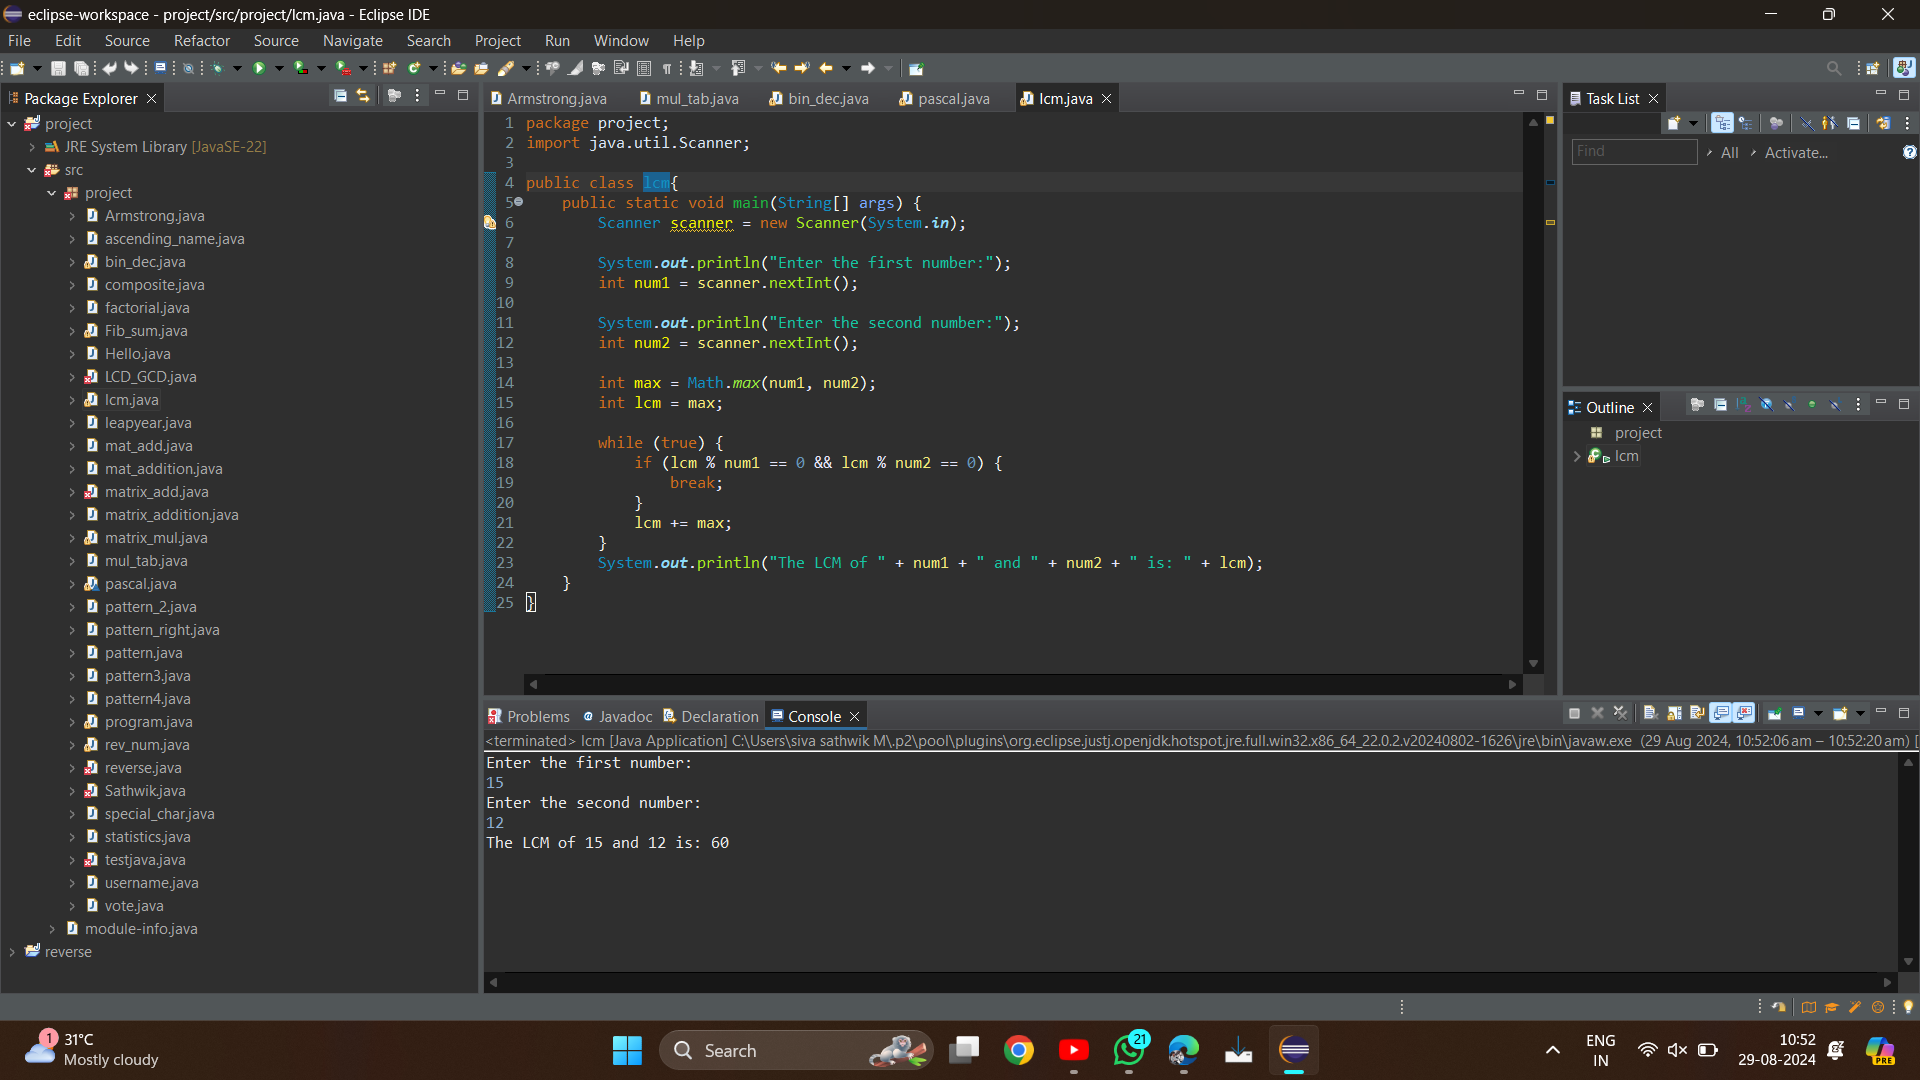 eclipse-workspace - project/src/project/lcm.java - Eclipse IDE
File Edit Source Refactor Source Navigate Search Project Run Window Help
Package Explorer
project
JRE System Library [JavaSE-22]
src
project
Armstrong.java
ascending_name.java
bin_dec.java
composite.java
factorial.java
Fib_sum.java
Hello.java
LCD_GCD.java
lcm.java
leapyear.java
mat_add.java
mat_addition.java
matrix_add.java
matrix_addition.java
matrix_mul.java
mul_tab.java
pascal.java
pattern_2.java
pattern_right.java
pattern.java
pattern3.java
pattern4.java
program.java
rev_num.java
reverse.java
Sathwik.java
special_char.java
statistics.java
testjava.java
username.java
vote.java
module-info.java
reverse
Armstrong.java mul_tab.java bin_dec.java pascal.java lcm.java
1 package project;
2 import java.util.Scanner;
3
4 public class lcm{
5 public static void main(String[] args) {
6 Scanner scanner = new Scanner(System.in);
7
8 System.out.println("Enter the first number:");
9 int num1 = scanner.nextInt();
10
11 System.out.println("Enter the second number:");
12 int num2 = scanner.nextInt();
13
14 int max = Math.max(num1, num2);
15 int lcm = max;
16
17 while (true) {
18 if (lcm % num1 == 0 && lcm % num2 == 0) {
19 break;
20 }
21 lcm += max;
22 }
23 System.out.println("The LCM of " + num1 + " and " + num2 + " is: " + lcm);
24 }
25 }
Task List
Find All Activate...
Outline
project
lcm
Problems Javadoc Declaration Console
<terminated> lcm [Java Application] C:\Users\siva sathwik M\.p2\pool\plugins\org.eclipse.justj.openjdk.hotspot.jre.full.win32.x86_64_22.0.2.v20240802-1626\jre\bin\javaw.exe (29 Aug 2024, 10:52:06 am – 10:52:20 am) [
Enter the first number:
15
Enter the second number:
12
The LCM of 15 and 12 is: 60
1
31°C
Mostly cloudy
Search
21
ENG
IN
10:52
29-08-2024
PRE